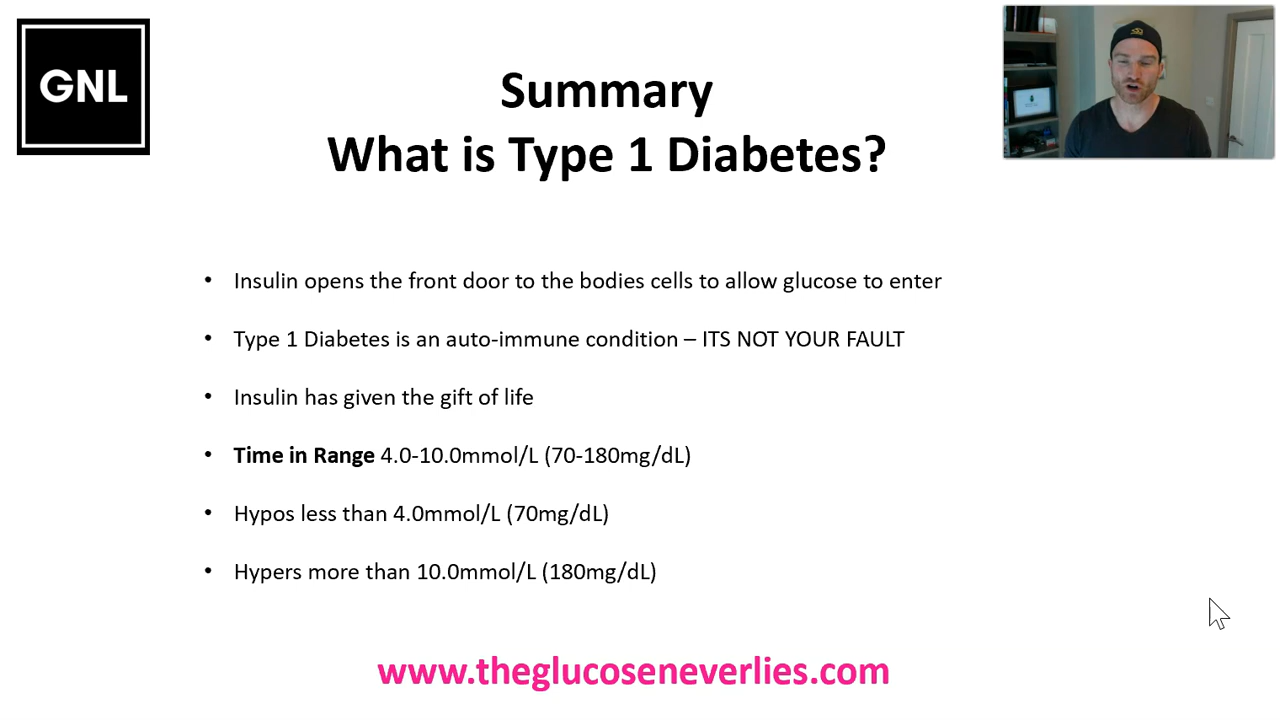 GNL
Summary
What is Type 1 Diabetes?
• Insulin opens the front door to the bodies cells to allow glucose to enter
• Type 1 Diabetes is an auto-immune condition – ITS NOT YOUR FAULT
• Insulin has given the gift of life
• Time in Range 4.0-10.0mmol/L (70-180mg/dL)
• Hypos less than 4.0mmol/L (70mg/dL)
• Hypers more than 10.0mmol/L (180mg/dL)
www.theglucoseneverlies.com